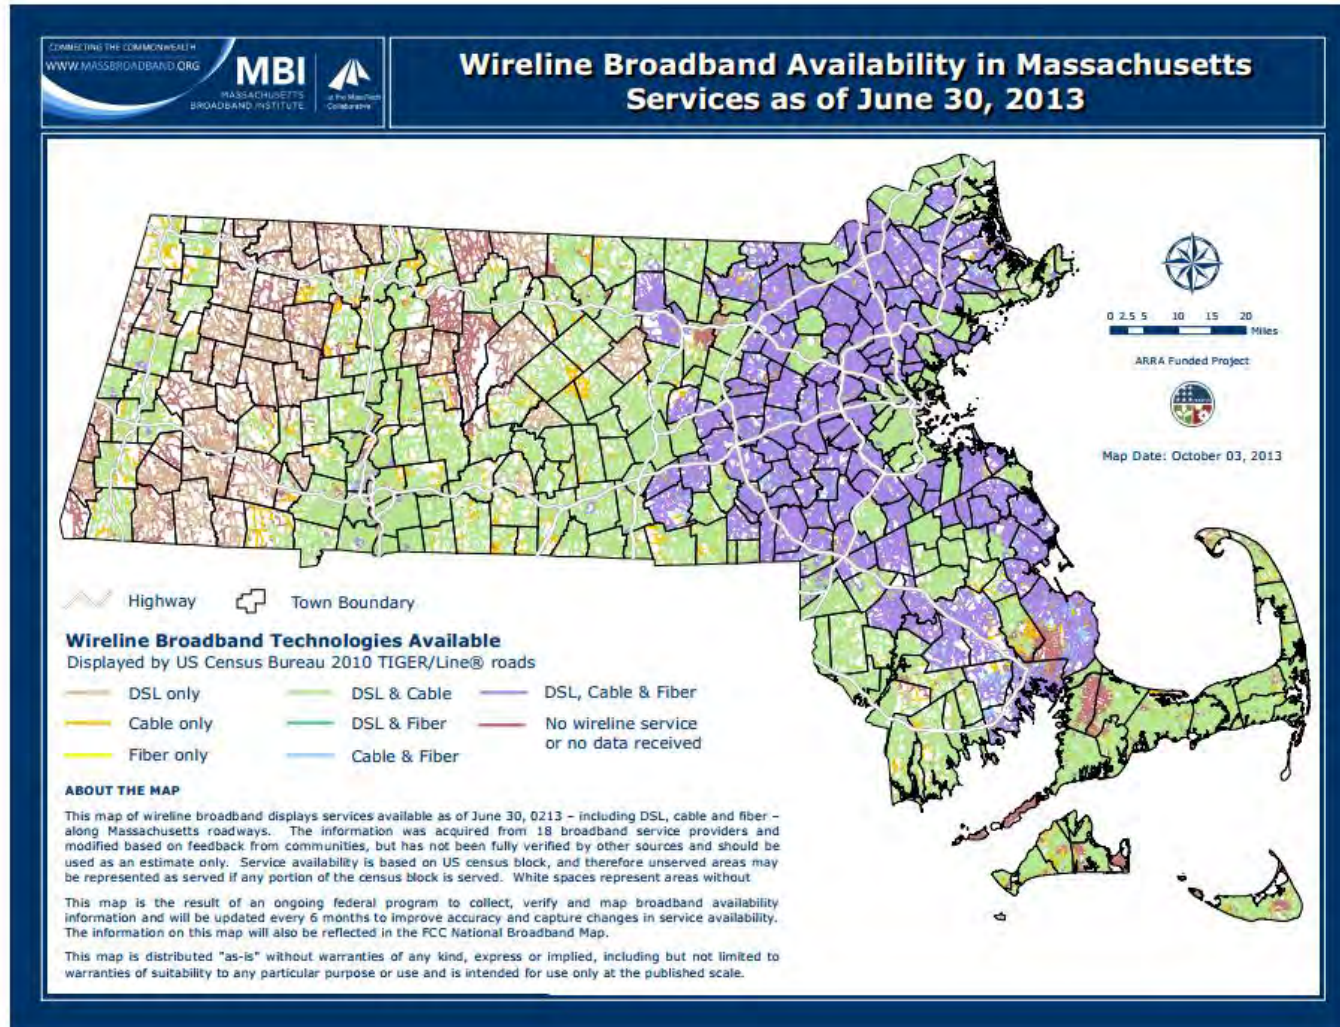 CONNECTING THE COMMONWEALTH
WWW.MASSBROADBAND.ORG
MBI
MASSACHUSETTS
BROADBAND INSTITUTE
at the MassTech
Collaborative
Wireline Broadband Availability in Massachusetts
Services as of June 30, 2013
0 2.5 5 10 15 20
Miles
ARRA Funded Project
Map Date: October 03, 2013
Highway
Town Boundary
Wireline Broadband Technologies Available
Displayed by US Census Bureau 2010 TIGER/Line® roads
DSL only
DSL & Cable
DSL, Cable & Fiber
Cable only
DSL & Fiber
No wireline service
or no data received
Fiber only
Cable & Fiber
ABOUT THE MAP
This map of wireline broadband displays services available as of June 30, 0213 – including DSL, cable and fiber –
along Massachusetts roadways. The information was acquired from 18 broadband service providers and
modified based on feedback from communities, but has not been fully verified by other sources and should be
used as an estimate only. Service availability is based on US census block, and therefore unserved areas may
be represented as served if any portion of the census block is served. White spaces represent areas without
This map is the result of an ongoing federal program to collect, verify and map broadband availability
information and will be updated every 6 months to improve accuracy and capture changes in service availability.
The information on this map will also be reflected in the FCC National Broadband Map.
This map is distributed "as-is" without warranties of any kind, express or implied, including but not limited to
warranties of suitability to any particular purpose or use and is intended for use only at the published scale.